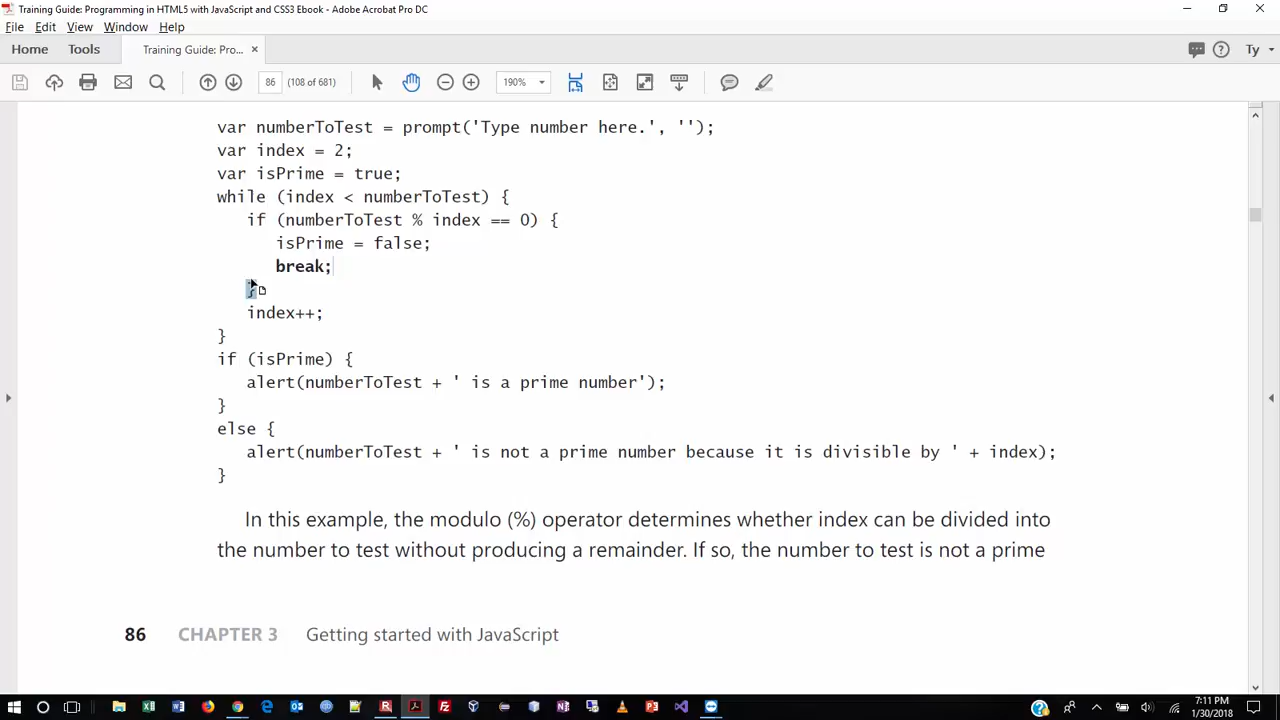 Training Guide: Programming in HTML5 with JavaScript and CSS3 Ebook - Adobe Acrobat Pro DC
File Edit View Window Help
Home Tools Training Guide: Pro... × Ty
86 (108 of 681) 190%
var numberToTest = prompt('Type number here.', '');
var index = 2;
var isPrime = true;
while (index < numberToTest) {
if (numberToTest % index == 0) {
isPrime = false;
break;
}
index++;
}
if (isPrime) {
alert(numberToTest + ' is a prime number');
}
else {
alert(numberToTest + ' is not a prime number because it is divisible by ' + index);
}
In this example, the modulo (%) operator determines whether index can be divided into
the number to test without producing a remainder. If so, the number to test is not a prime
86 CHAPTER 3 Getting started with JavaScript
7:11 PM
1/30/2018